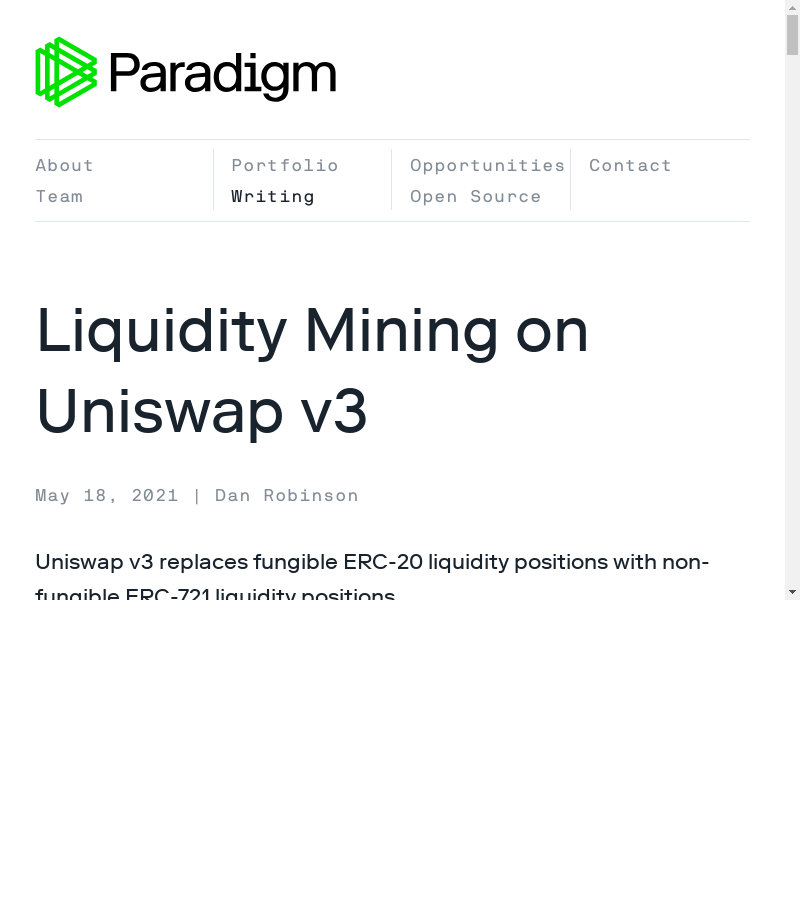 Paradigm
About
Team
Portfolio
Writing
Opportunities
Open Source
Contact
Liquidity Mining on
Uniswap v3
May 18, 2021 | Dan Robinson
Uniswap v3 replaces fungible ERC-20 liquidity positions with non-
fungible ERC-721 liquidity positions.